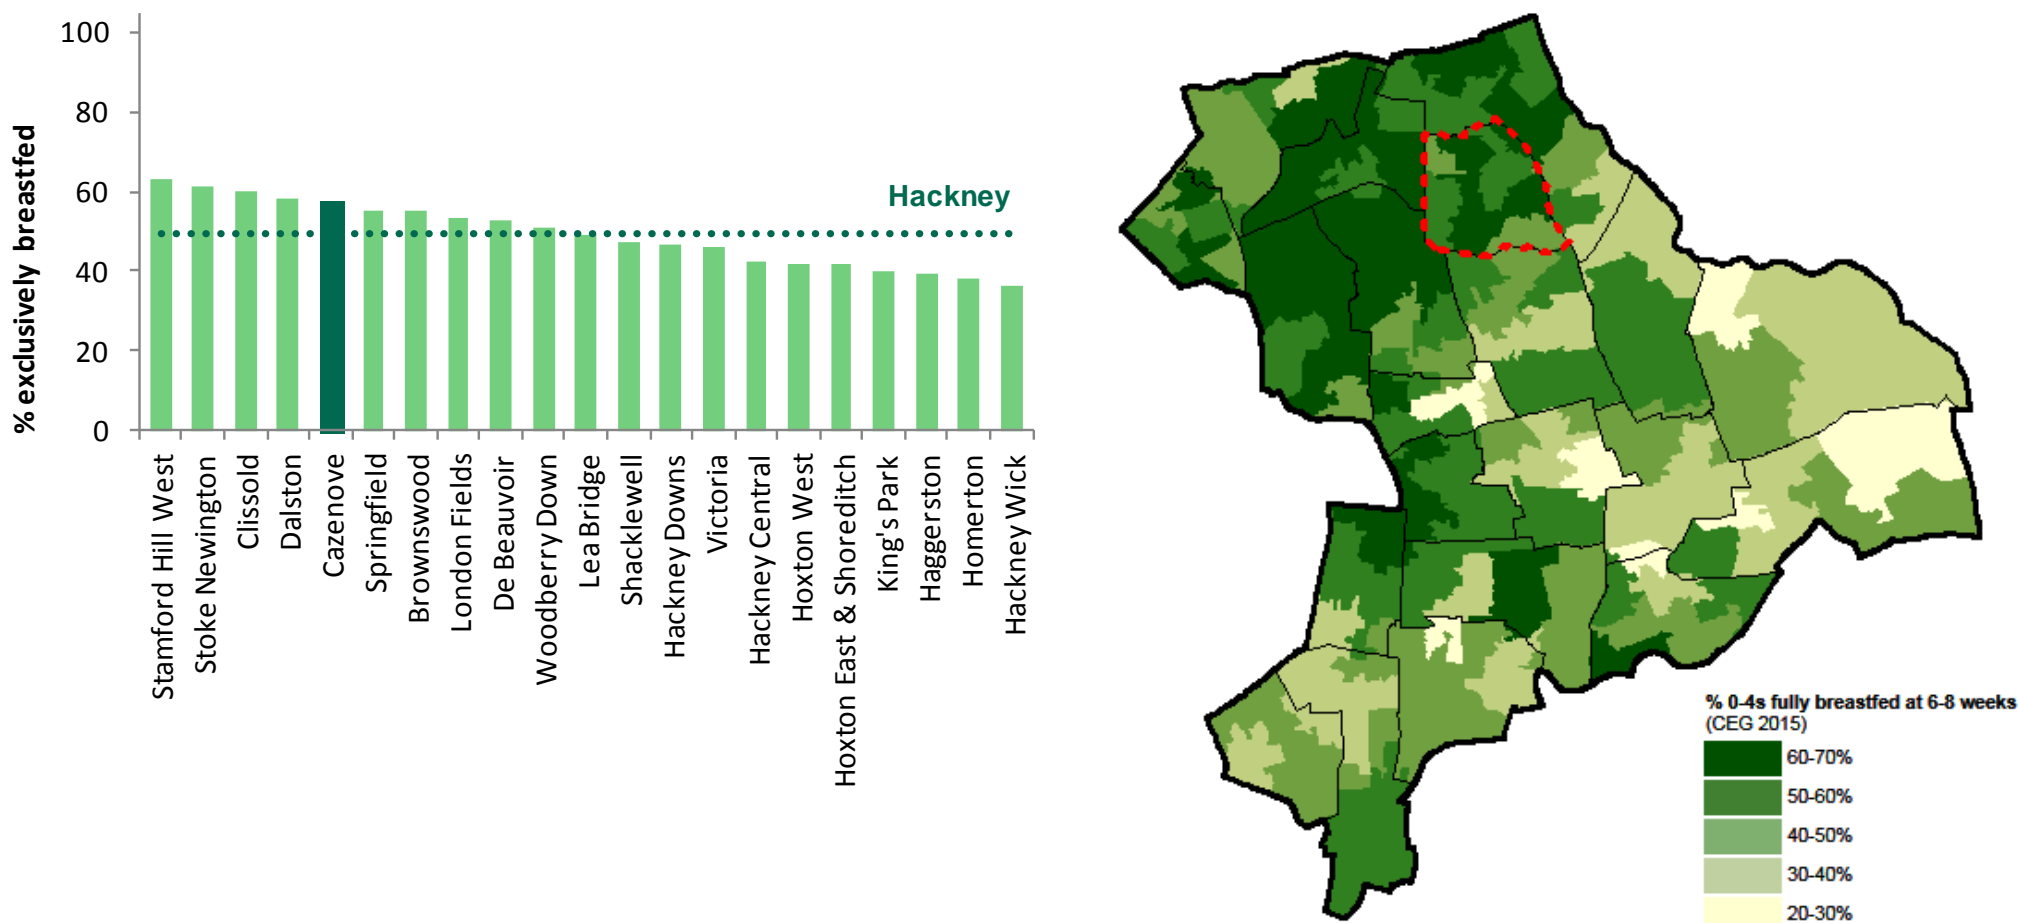 % exclusively breastfed
100
80
60
40
20
0
Hackney
Stamford Hill West
Stoke Newington
Clissold
Dalston
Cazenove
Springfield
Brownswood
London Fields
De Beauvoir
Woodberry Down
Lea Bridge
Shacklewell
Hackney Downs
Victoria
Hackney Central
Hoxton West
Hoxton East & Shoreditch
King's Park
Haggerston
Homerton
Hackney Wick
% 0-4s fully breastfed at 6-8 weeks
(CEG 2015)
60-70%
50-60%
40-50%
30-40%
20-30%